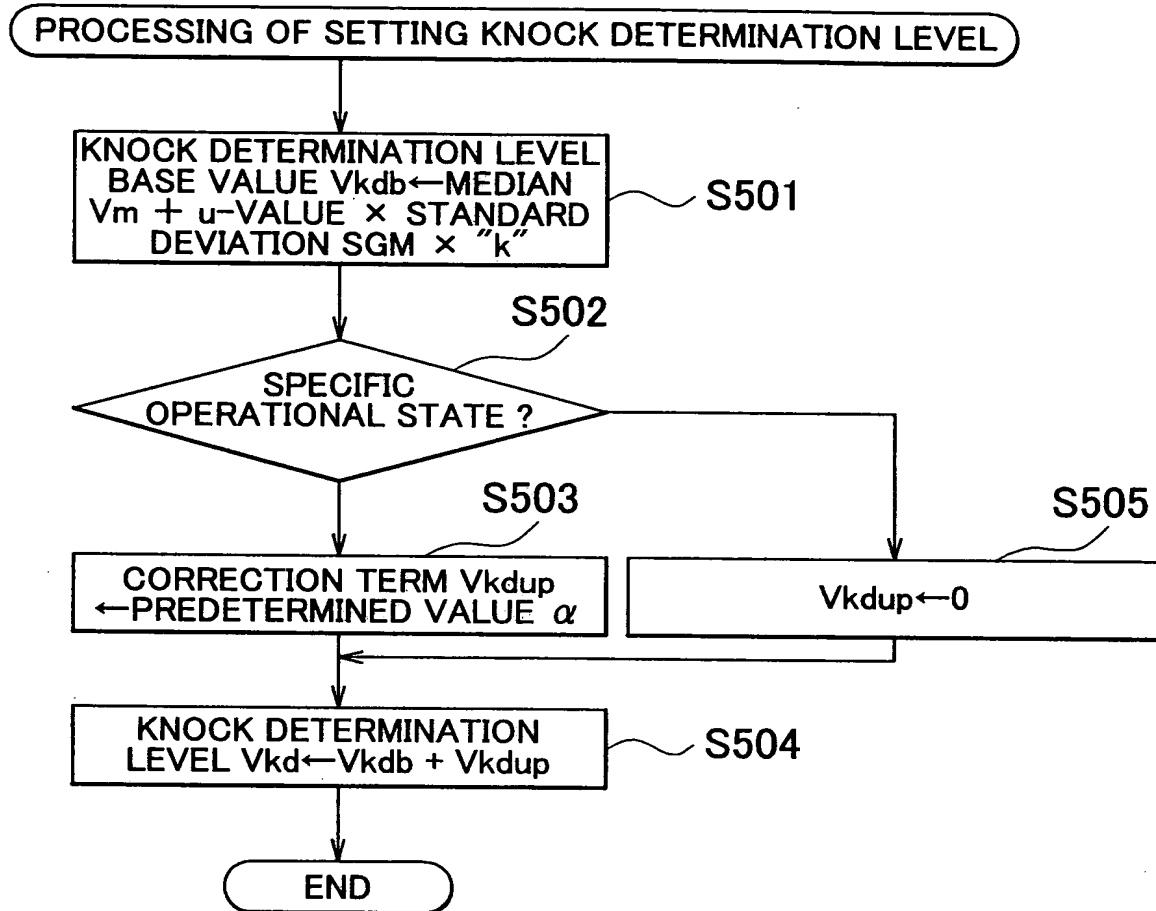 PROCESSING OF SETTING KNOCK DETERMINATION LEVEL
KNOCK DETERMINATION LEVEL
BASE VALUE Vkdb←MEDIAN
Vm + u-VALUE × STANDARD
DEVIATION SGM × "k"
S501
S502
SPECIFIC
OPERATIONAL STATE ?
S503
CORRECTION TERM Vkdup
←PREDETERMINED VALUE α
S505
Vkdup←0
KNOCK DETERMINATION
LEVEL Vkd←Vkdb + Vkdup
S504
END